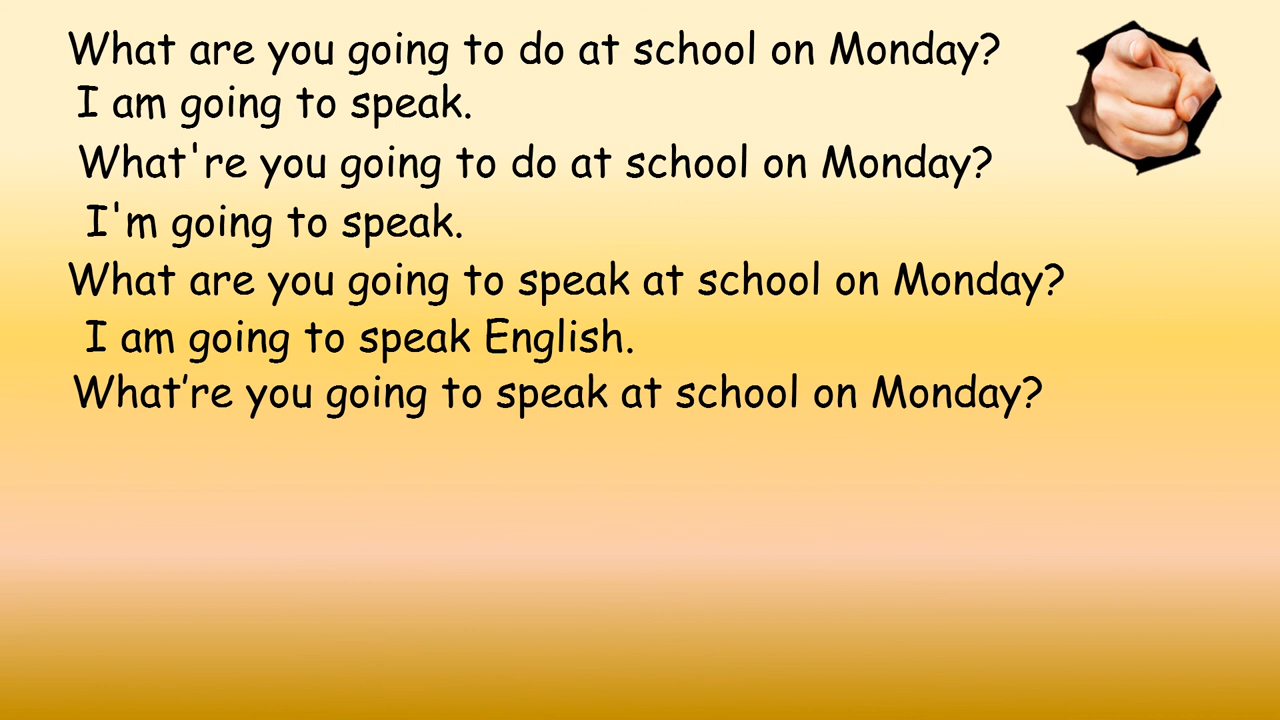 What are you going to do at school on Monday?
I am going to speak.
What're you going to do at school on Monday?
I'm going to speak.
What are you going to speak at school on Monday?
I am going to speak English.
What’re you going to speak at school on Monday?